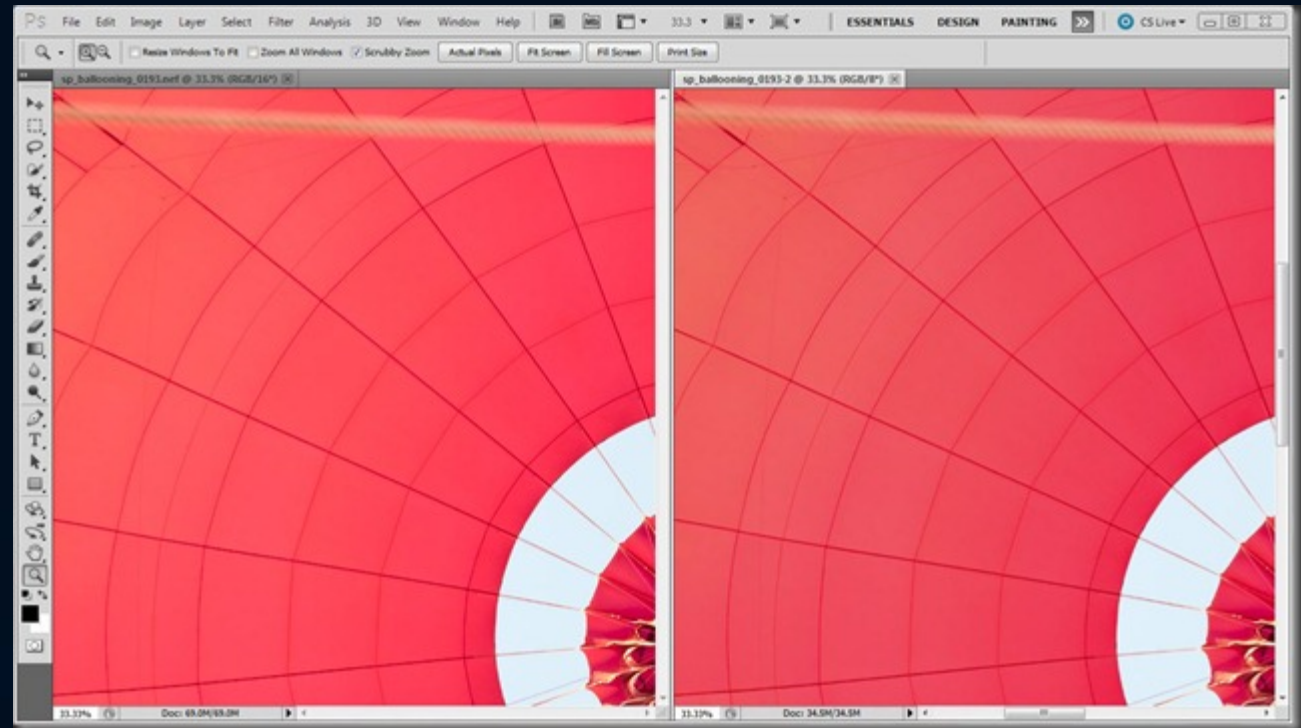 Ps File Edit Image Layer Select Filter Analysis 3D View Window Help Br Mb 33.3 ESSENTIALS DESIGN PAINTING >> CS Live
Resize Windows To Fit Zoom All Windows Scrubby Zoom Actual Pixels Fit Screen Fill Screen Print Size
sp_ballooning_0193.nef @ 33.3% (RGB/16*)
sp_ballooning_0193-2 @ 33.3% (RGB/8*)
T
33.33% Doc: 69.0M/69.0M
33.33% Doc: 34.5M/34.5M